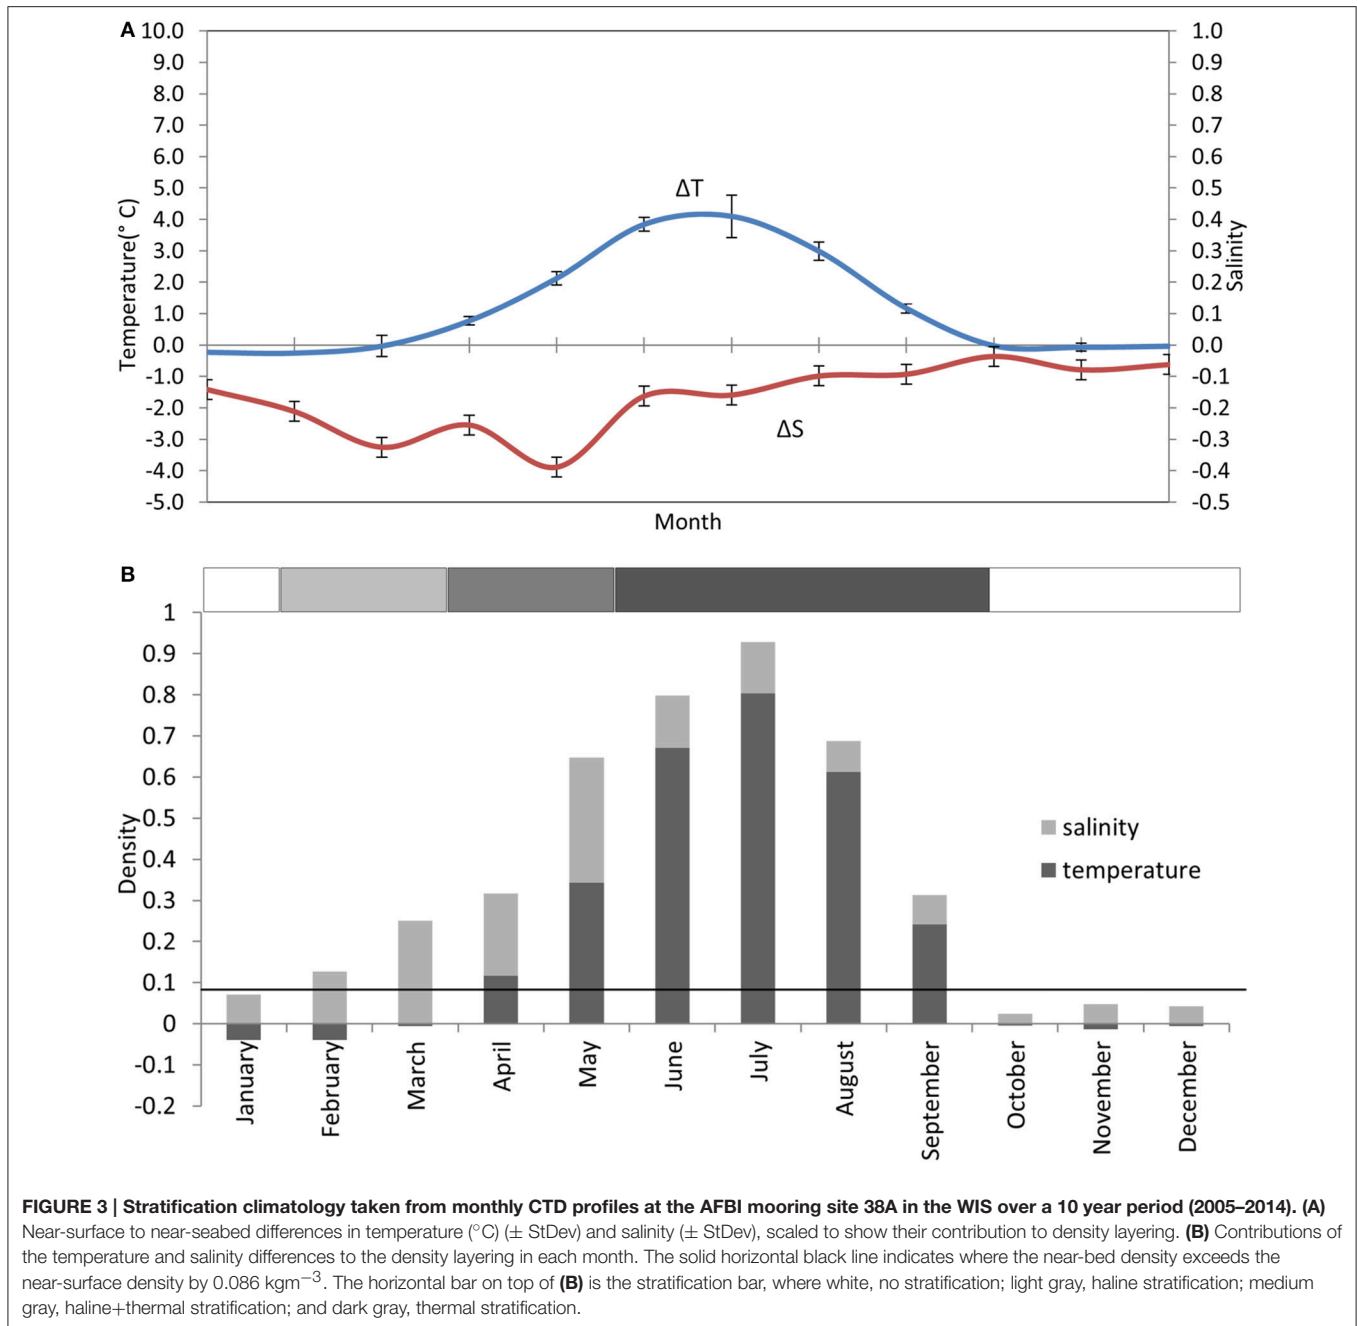 A
10.0
9.0
8.0
7.0
6.0
5.0
4.0
3.0
2.0
1.0
0.0
-1.0
-2.0
-3.0
-4.0
-5.0
Temperature(° C)
ΔT
ΔS
1.0
0.9
0.8
0.7
0.6
0.5
0.4
0.3
0.2
0.1
0.0
-0.1
-0.2
-0.3
-0.4
-0.5
Salinity
Month
B
1
0.9
0.8
0.7
0.6
0.5
0.4
0.3
0.2
0.1
0
-0.1
-0.2
Density
salinity
temperature
January
February
March
April
May
June
July
August
September
October
November
December
FIGURE 3 | Stratification climatology taken from monthly CTD profiles at the AFBI mooring site 38A in the WIS over a 10 year period (2005–2014). (A)
Near-surface to near-seabed differences in temperature (°C) (± StDev) and salinity (± StDev), scaled to show their contribution to density layering. (B) Contributions of
the temperature and salinity differences to the density layering in each month. The solid horizontal black line indicates where the near-bed density exceeds the
near-surface density by 0.086 kgm⁻³. The horizontal bar on top of (B) is the stratification bar, where white, no stratification; light gray, haline stratification; medium
gray, haline+thermal stratification; and dark gray, thermal stratification.